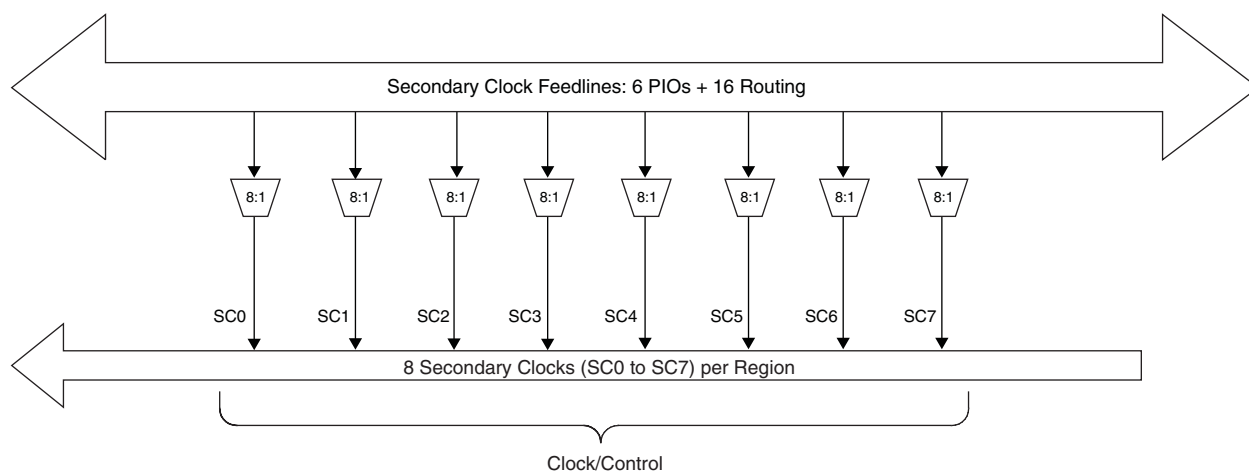 Secondary Clock Feedlines: 6 PIOs + 16 Routing
8:1 8:1 8:1 8:1 8:1 8:1 8:1 8:1
SC0 SC1 SC2 SC3 SC4 SC5 SC6 SC7
8 Secondary Clocks (SC0 to SC7) per Region
Clock/Control